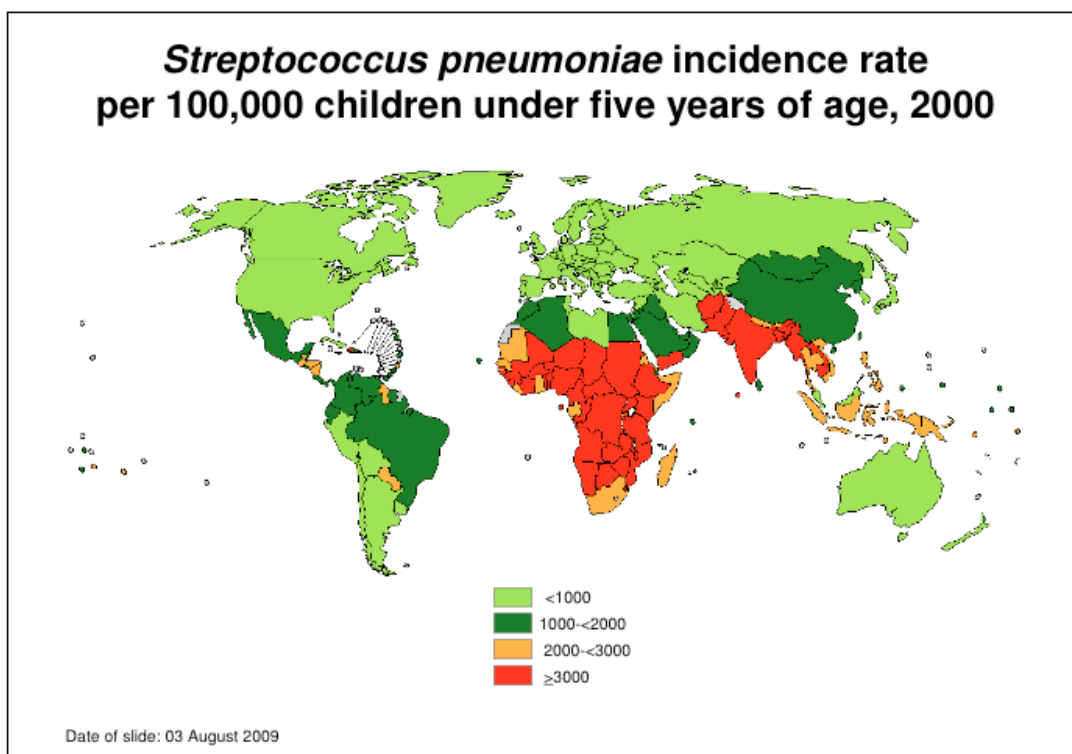 Streptococcus pneumoniae incidence rate
per 100,000 children under five years of age, 2000
<1000
1000-<2000
2000-<3000
≥3000
Date of slide: 03 August 2009